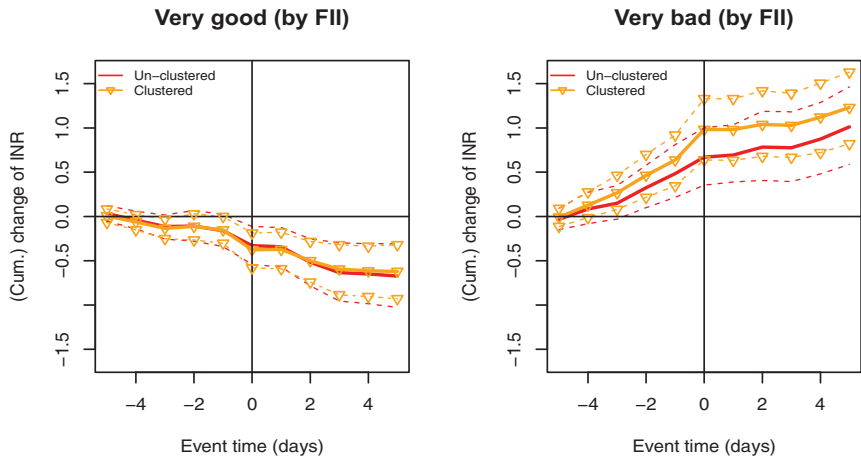 Very good (by FII)
Un−clustered
Clustered
(Cum.) change of INR
1.5
1.0
0.5
0.0
−0.5
−1.5
−4
−2
0
2
4
Event time (days)
Very bad (by FII)
Un−clustered
Clustered
(Cum.) change of INR
1.5
1.0
0.5
0.0
−0.5
−1.5
−4
−2
0
2
4
Event time (days)